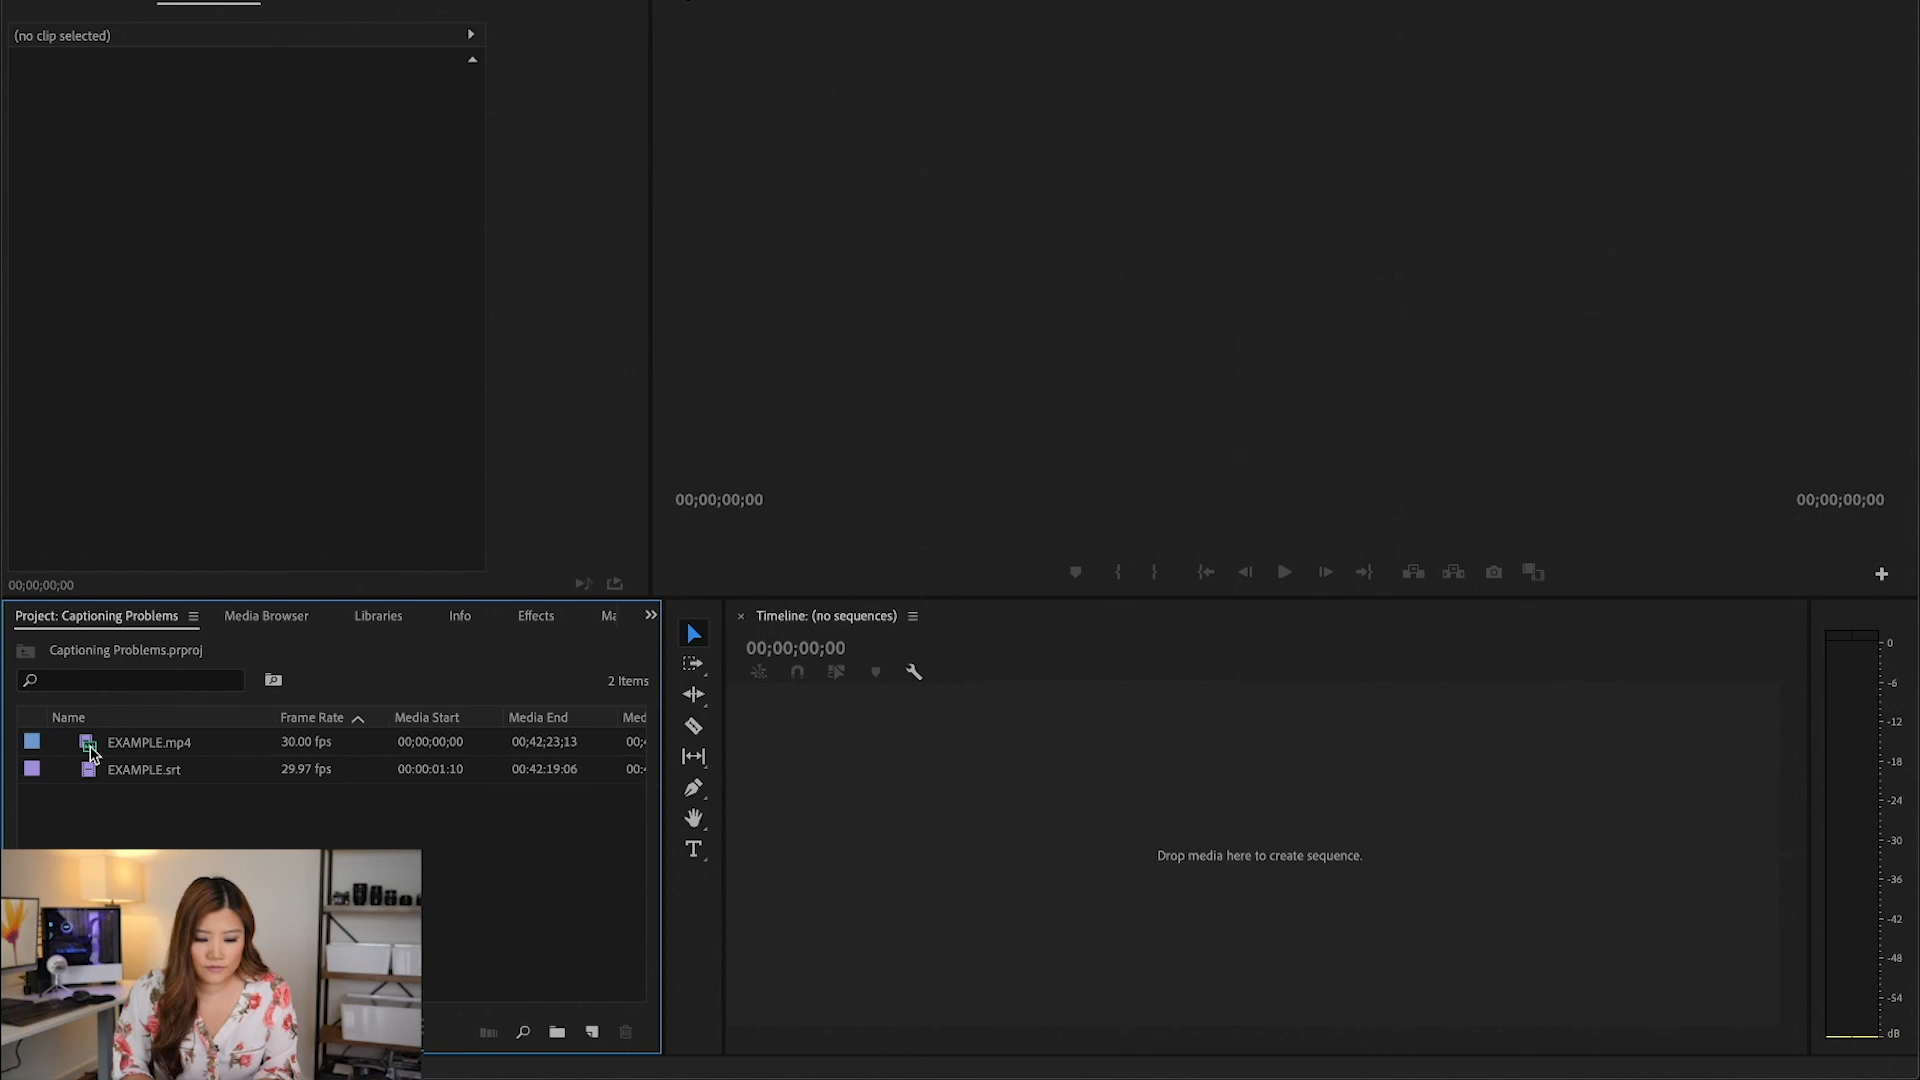 (no clip selected)
00;00;00;00
00;00;00;00
00;00;00;00
Project: Captioning Problems
Media Browser
Libraries
Info
Effects
Ma
Captioning Problems.prproj
2 Items
Name
Frame Rate
Media Start
Media End
Med
EXAMPLE.mp4
30.00 fps
00;00;00;00
00;42;23;13
EXAMPLE.srt
29.97 fps
00:00:01:10
00:42:19:06
Timeline: (no sequences)
00;00;00;00
Drop media here to create sequence.
0
-6
-12
-18
-24
-30
-36
-42
-48
-54
dB